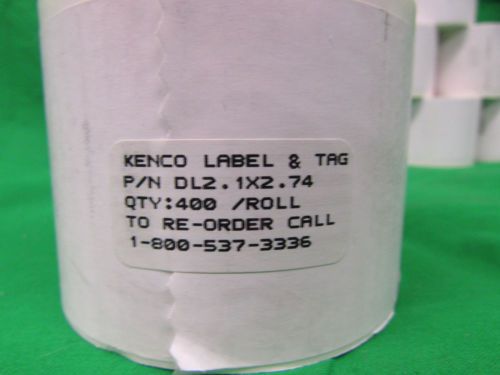 KENCO LABEL & TAG
P/N DL2.1X2.74
QTY:400 /ROLL
TO RE-ORDER CALL
1-800-537-3336